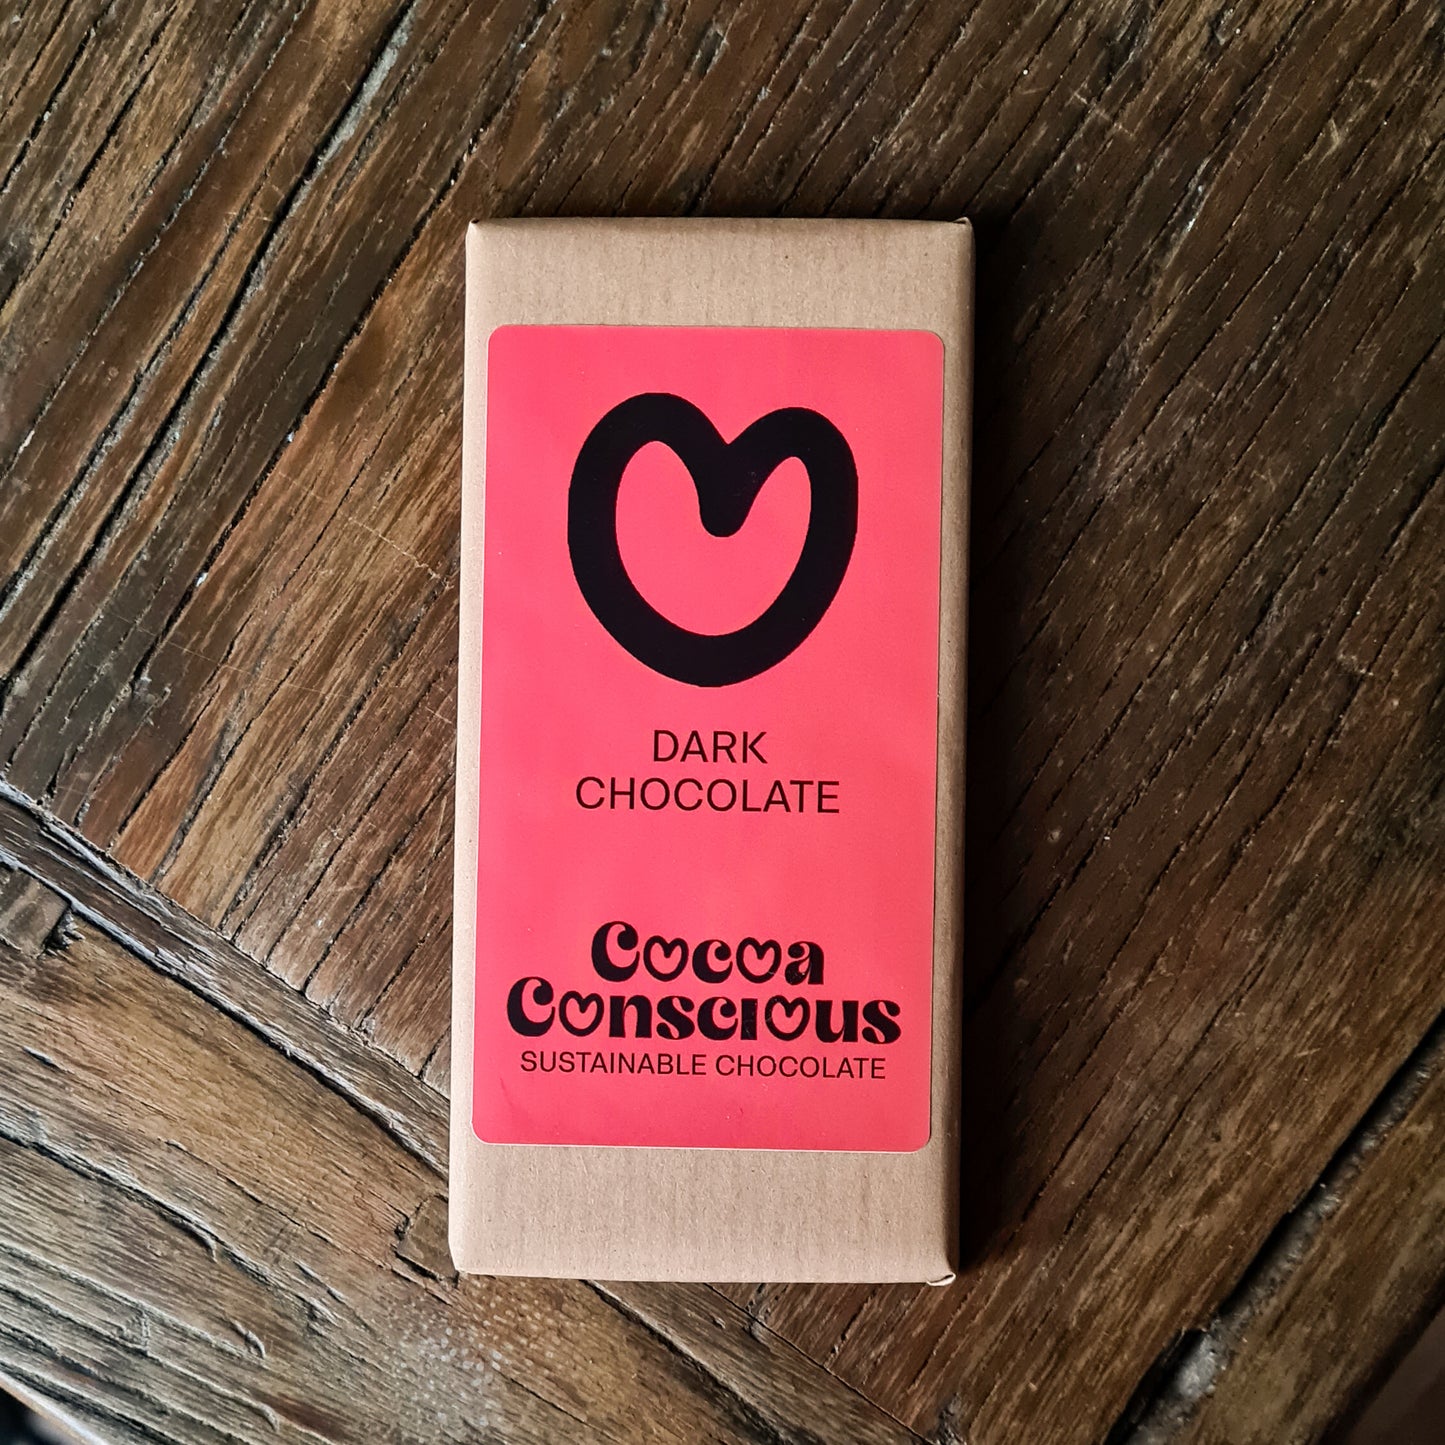 DARK
CHOCOLATE
Cocoa
Conscious
SUSTAINABLE CHOCOLATE